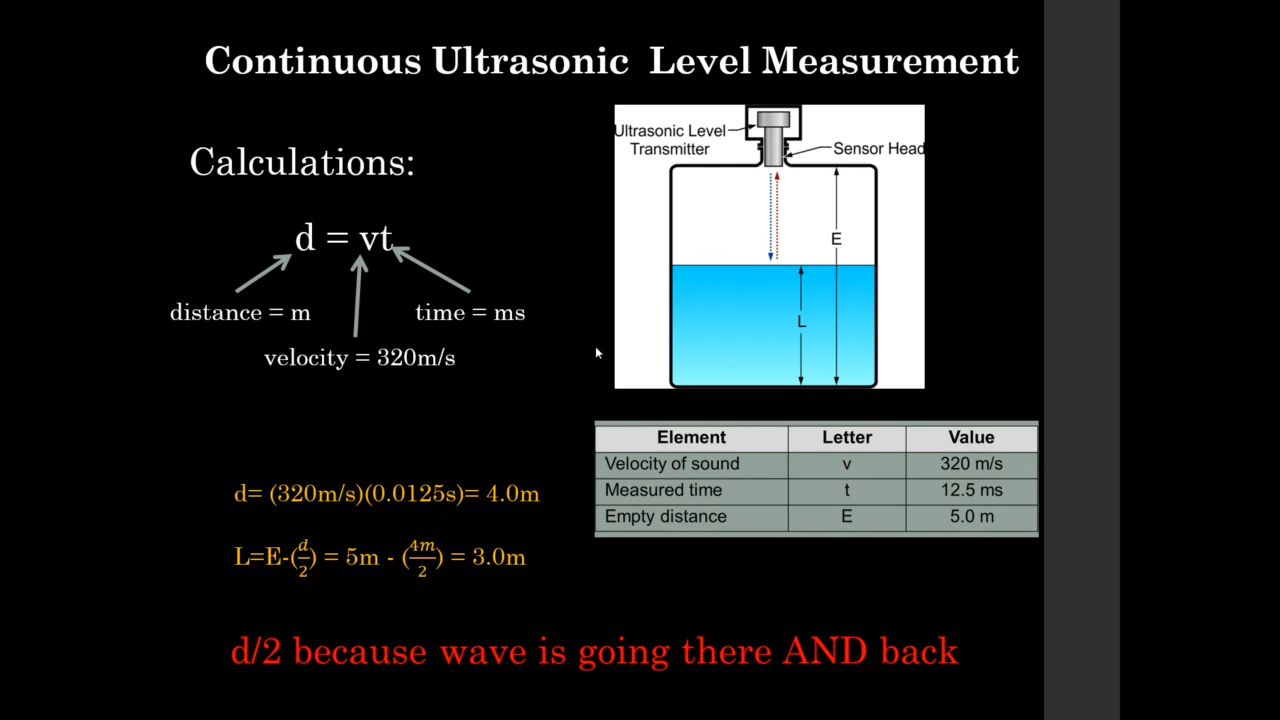 Continuous Ultrasonic Level Measurement
Calculations:
d = vt
distance = m
time = ms
velocity = 320m/s
d= (320m/s)(0.0125s)= 4.0m
L=E-(d/2) = 5m - (4m/2) = 3.0m
Ultrasonic Level
Transmitter
Sensor Head
E
L
Element Letter Value
Velocity of sound v 320 m/s
Measured time t 12.5 ms
Empty distance E 5.0 m
d/2 because wave is going there AND back